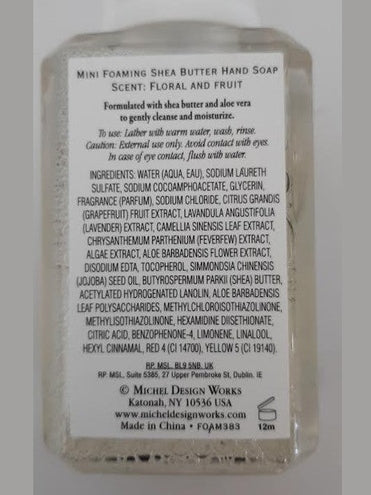 MINI FOAMING SHEA BUTTER HAND SOAP
SCENT: FLORAL AND FRUIT
Formulated with shea butter and aloe vera
to gently cleanse and moisturize.
To use: Lather with warm water, wash, rinse.
Caution: External use only. Avoid contact with eyes.
In case of eye contact, flush with water.
INGREDIENTS: WATER (AQUA, EAU), SODIUM LAURETH
SULFATE, SODIUM COCOAMPHOACETATE, GLYCERIN,
FRAGRANCE (PARFUM), SODIUM CHLORIDE, CITRUS GRANDIS
(GRAPEFRUIT) FRUIT EXTRACT, LAVANDULA ANGUSTIFOLIA
(LAVENDER) EXTRACT, CAMELLIA SINENSIS LEAF EXTRACT,
CHRYSANTHEMUM PARTHENIUM (FEVERFEW) EXTRACT,
ALGAE EXTRACT, ALOE BARBADENSIS FLOWER EXTRACT,
DISODIUM EDTA, TOCOPHEROL, SIMMONDSIA CHINENSIS
(JOJOBA) SEED OIL, BUTYROSPERMUM PARKII (SHEA) BUTTER,
ACETYLATED HYDROGENATED LANOLIN, ALOE BARBADENSIS
LEAF POLYSACCHARIDES, METHYLCHLOROISOTHIAZOLINONE,
METHYLISOTHIAZOLINONE, HEXAMIDINE DIISETHIONATE,
CITRIC ACID, BENZOPHENONE-4, LIMONENE, LINALOOL,
HEXYL CINNAMAL, RED 4 (CI 14700), YELLOW 5 (CI 19140).
RP. MSL. BL9 5NB. UK
RP: MSL, Suite 5385, 27 Upper Pembroke St, Dublin. IE
© MICHEL DESIGN WORKS
Katonah, NY 10536 USA
www.micheldesignworks.com
Made in China • FOAM383
12m